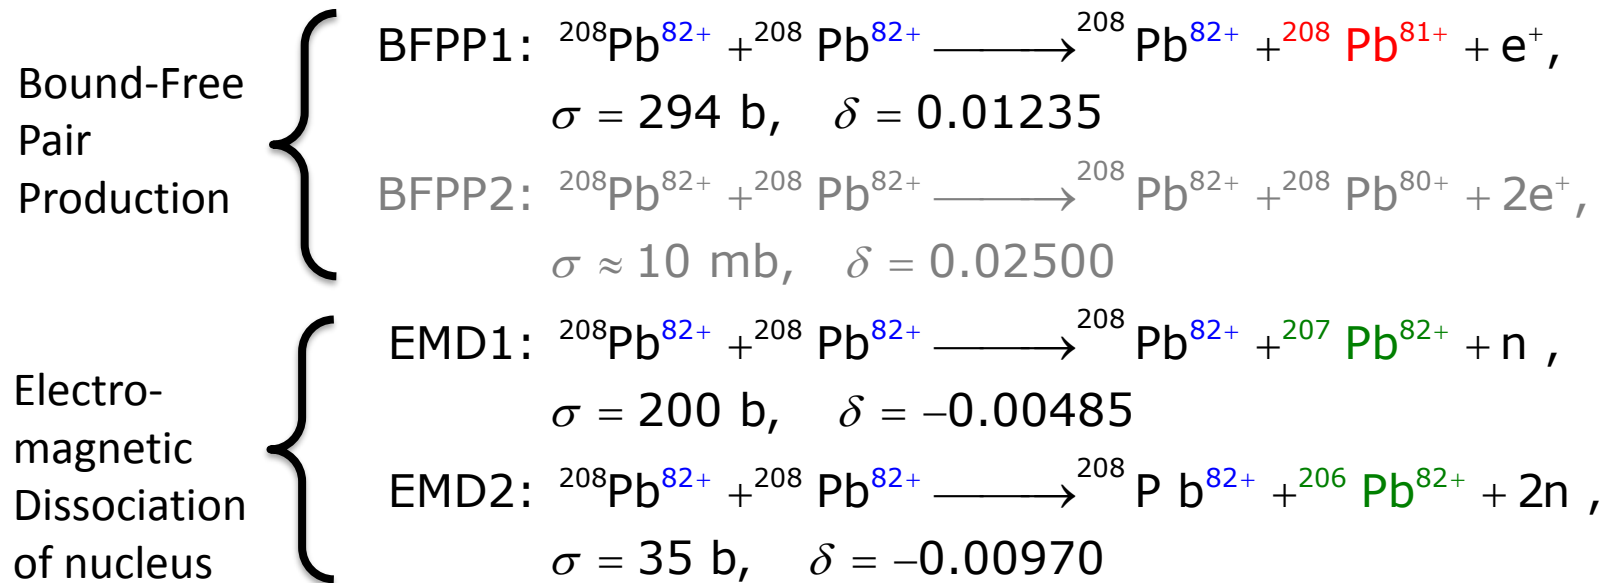 Bound-Free
Pair
Production
BFPP1: ²⁰⁸Pb⁸²⁺ +²⁰⁸ Pb⁸²⁺ ⟶ ²⁰⁸ Pb⁸²⁺ +²⁰⁸ Pb⁸¹⁺ + e⁺,
σ = 294 b, δ = 0.01235
BFPP2: ²⁰⁸Pb⁸²⁺ +²⁰⁸ Pb⁸²⁺ ⟶ ²⁰⁸ Pb⁸²⁺ +²⁰⁸ Pb⁸⁰⁺ + 2e⁺,
σ ≈ 10 mb, δ = 0.02500
Electro-
magnetic
Dissociation
of nucleus
EMD1: ²⁰⁸Pb⁸²⁺ +²⁰⁸ Pb⁸²⁺ ⟶ ²⁰⁸ Pb⁸²⁺ +²⁰⁷ Pb⁸²⁺ + n ,
σ = 200 b, δ = −0.00485
EMD2: ²⁰⁸Pb⁸²⁺ +²⁰⁸ Pb⁸²⁺ ⟶ ²⁰⁸ P b⁸²⁺ +²⁰⁶ Pb⁸²⁺ + 2n ,
σ = 35 b, δ = −0.00970